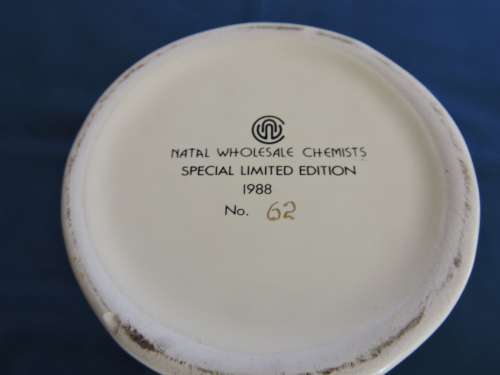 NATAL WHOLESALE CHEMISTS
SPECIAL LIMITED EDITION
1988
No. 62